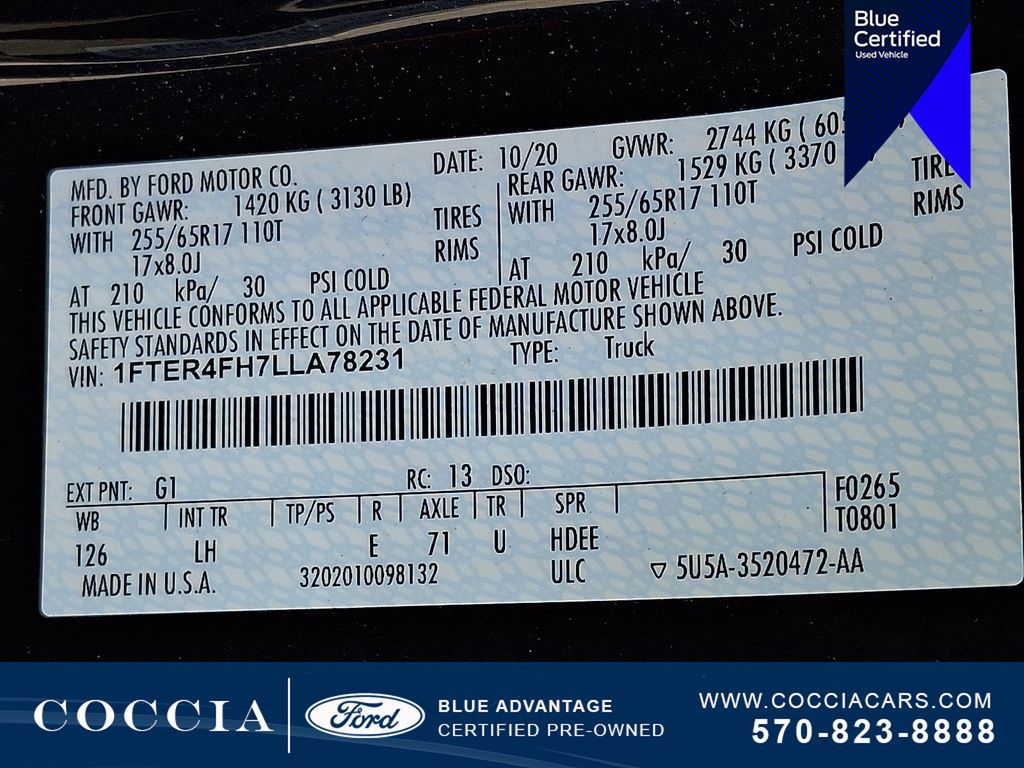 Blue
Certified
Used Vehicle
MFD. BY FORD MOTOR CO. DATE: 10/20 GVWR: 2744 KG (
FRONT GAWR: 1420 KG ( 3130 LB) REAR GAWR: 1529 KG ( 3370
WITH 255/65R17 110T TIRES WITH 255/65R17 110T
17x8.0J RIMS 17x8.0J RIMS
AT 210 kPa/ 30 PSI COLD AT 210 kPa/ 30 PSI COLD
THIS VEHICLE CONFORMS TO ALL APPLICABLE FEDERAL MOTOR VEHICLE
SAFETY STANDARDS IN EFFECT ON THE DATE OF MANUFACTURE SHOWN ABOVE.
VIN: 1FTER4FH7LLA78231 TYPE: Truck
EXT PNT: G1 RC: 13 DSO:
WB INT TR TP/PS R AXLE TR SPR F0265
126 LH E 71 U HDEE T0801
MADE IN U.S.A. 3202010098132 ULC ▽ 5U5A-3520472-AA
COCCIA Ford BLUE ADVANTAGE
CERTIFIED PRE-OWNED
WWW.COCCIACARS.COM
570-823-8888